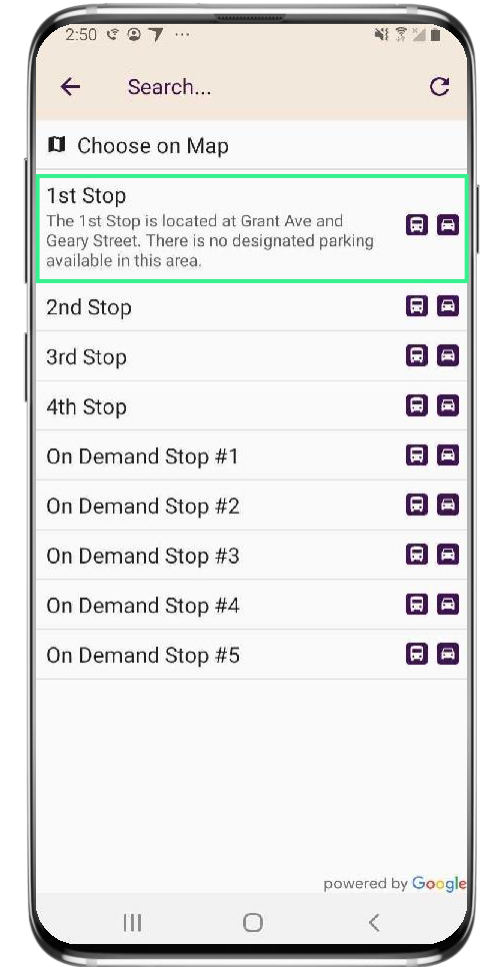 2:50
Search...
Choose on Map
1st Stop
The 1st Stop is located at Grant Ave and
Geary Street. There is no designated parking
available in this area.
2nd Stop
3rd Stop
4th Stop
On Demand Stop #1
On Demand Stop #2
On Demand Stop #3
On Demand Stop #4
On Demand Stop #5
powered by Google